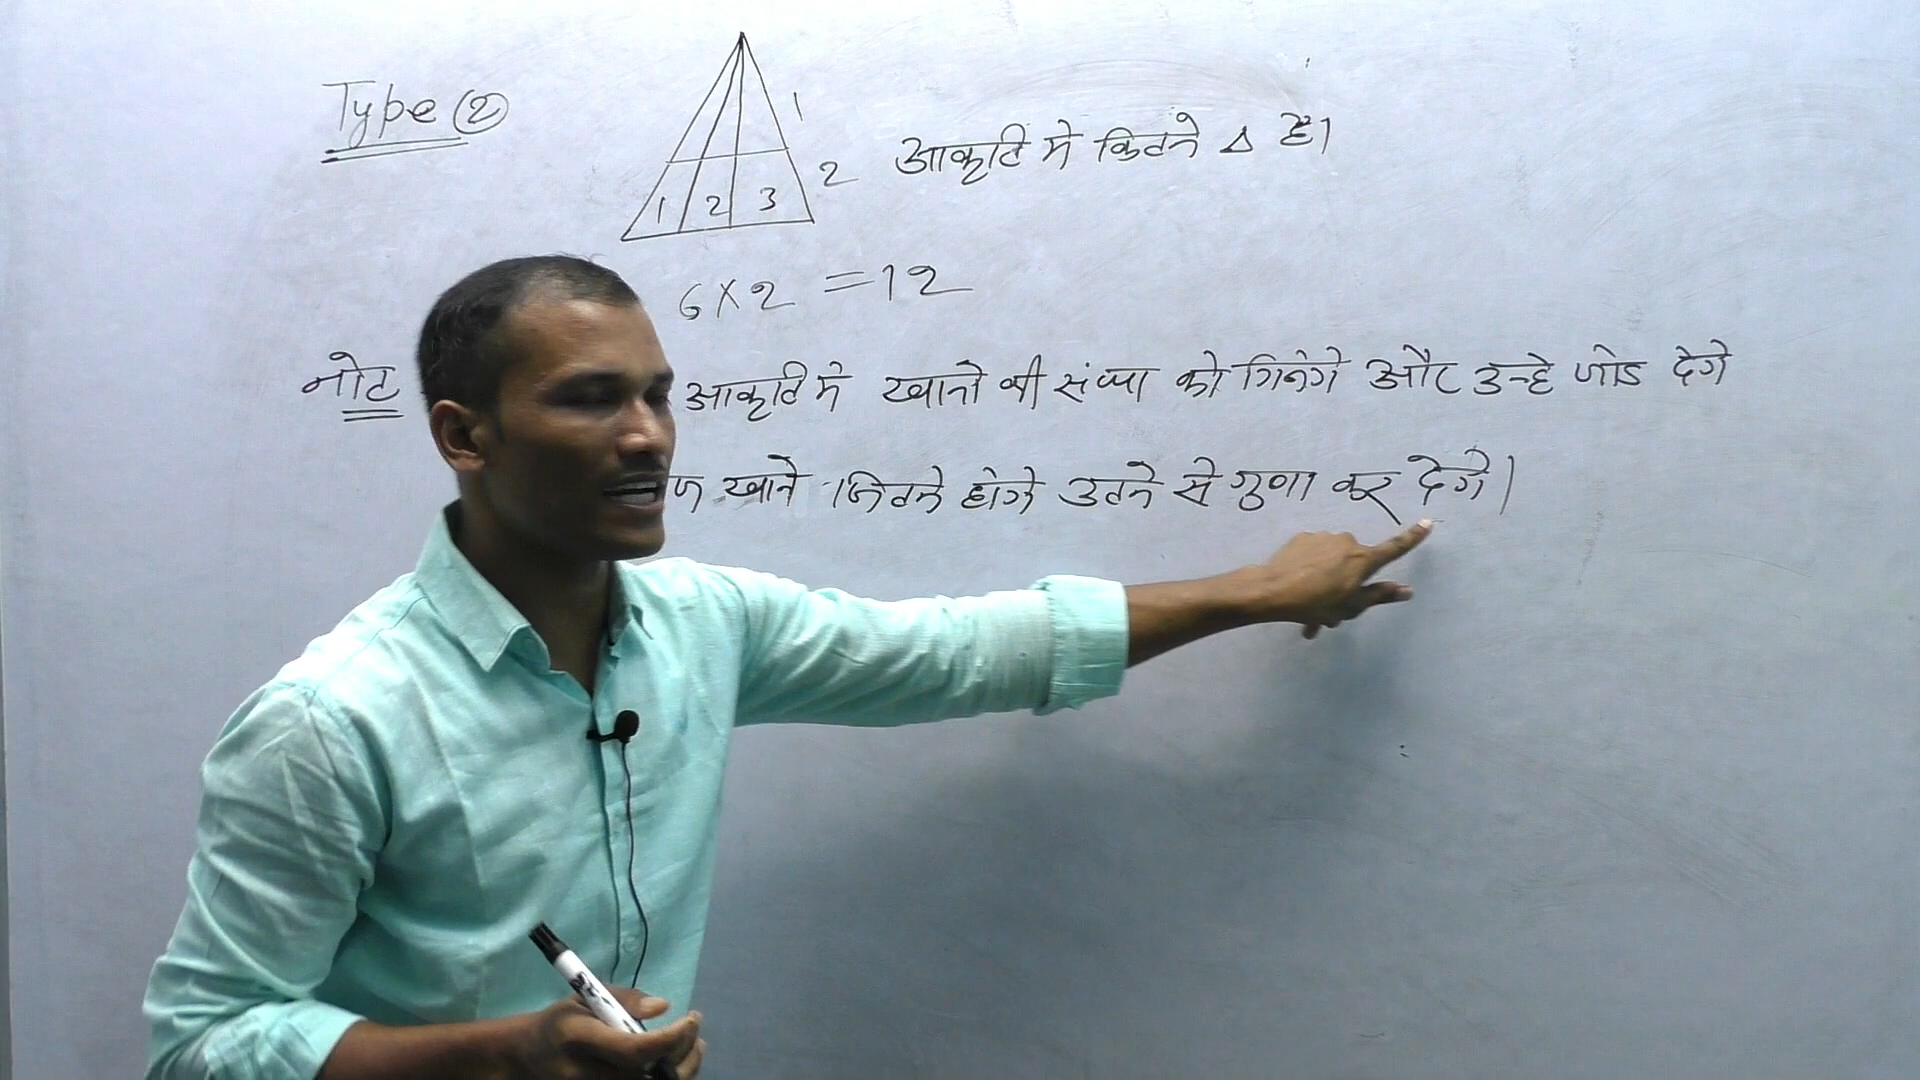 Type (2)
1
2 आकृति में कितने Δ है।
1 2 3
6×2 =12
नोट आकृति में खानो की संख्या को गिनेंगे और उन्हे जोड देगे
खाने जितने होगे उतने से गुणा कर देगे।